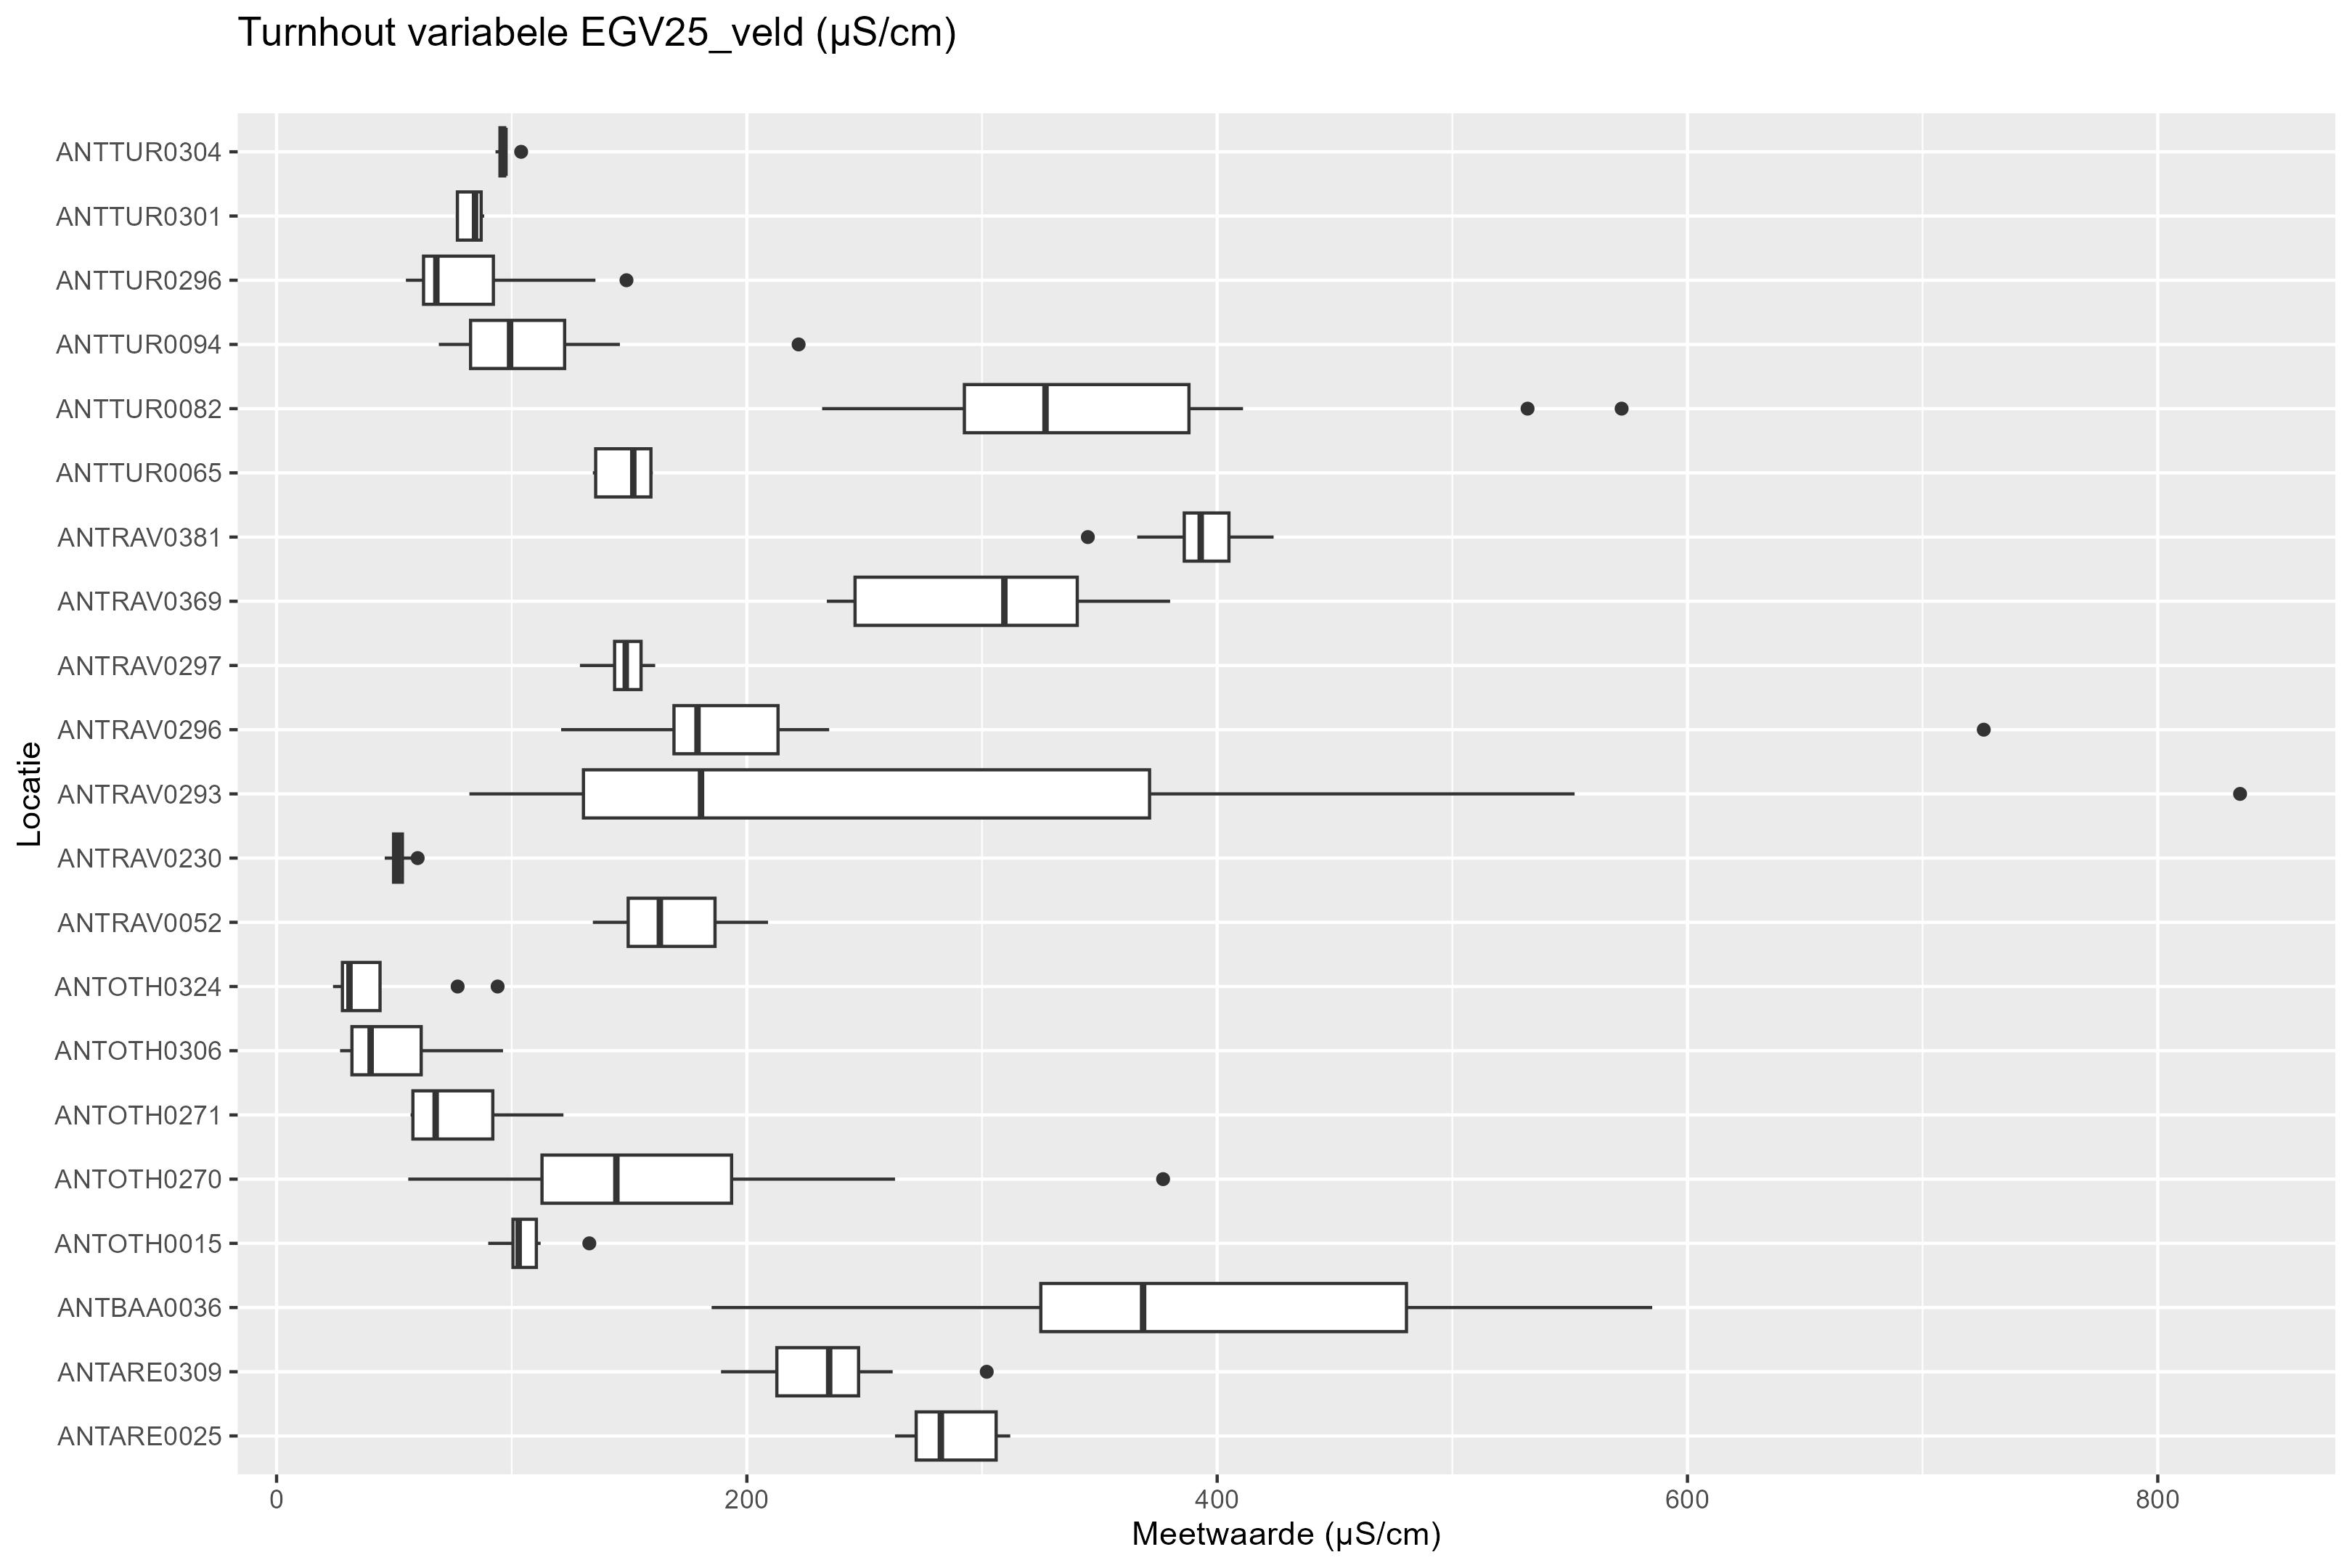 Turnhout variabele EGV25_veld (µS/cm)
ANTTUR0304
ANTTUR0301
ANTTUR0296
ANTTUR0094
ANTTUR0082
ANTTUR0065
ANTRAV0381
ANTRAV0369
ANTRAV0297
ANTRAV0296
ANTRAV0293
ANTRAV0230
ANTRAV0052
ANTOTH0324
ANTOTH0306
ANTOTH0271
ANTOTH0270
ANTOTH0015
ANTBAA0036
ANTARE0309
ANTARE0025
Locatie
0 200 400 600 800
Meetwaarde (µS/cm)